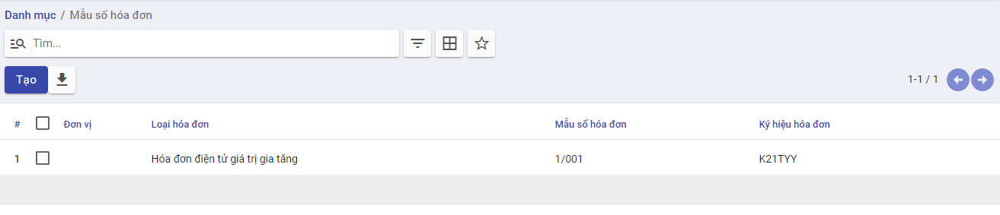 Danh mục / Mẫu số hóa đơn
Tìm...
Tạo
1-1 / 1
# Đơn vị Loại hóa đơn Mẫu số hóa đơn Ký hiệu hóa đơn
1 Hóa đơn điện tử giá trị gia tăng 1/001 K21TYY